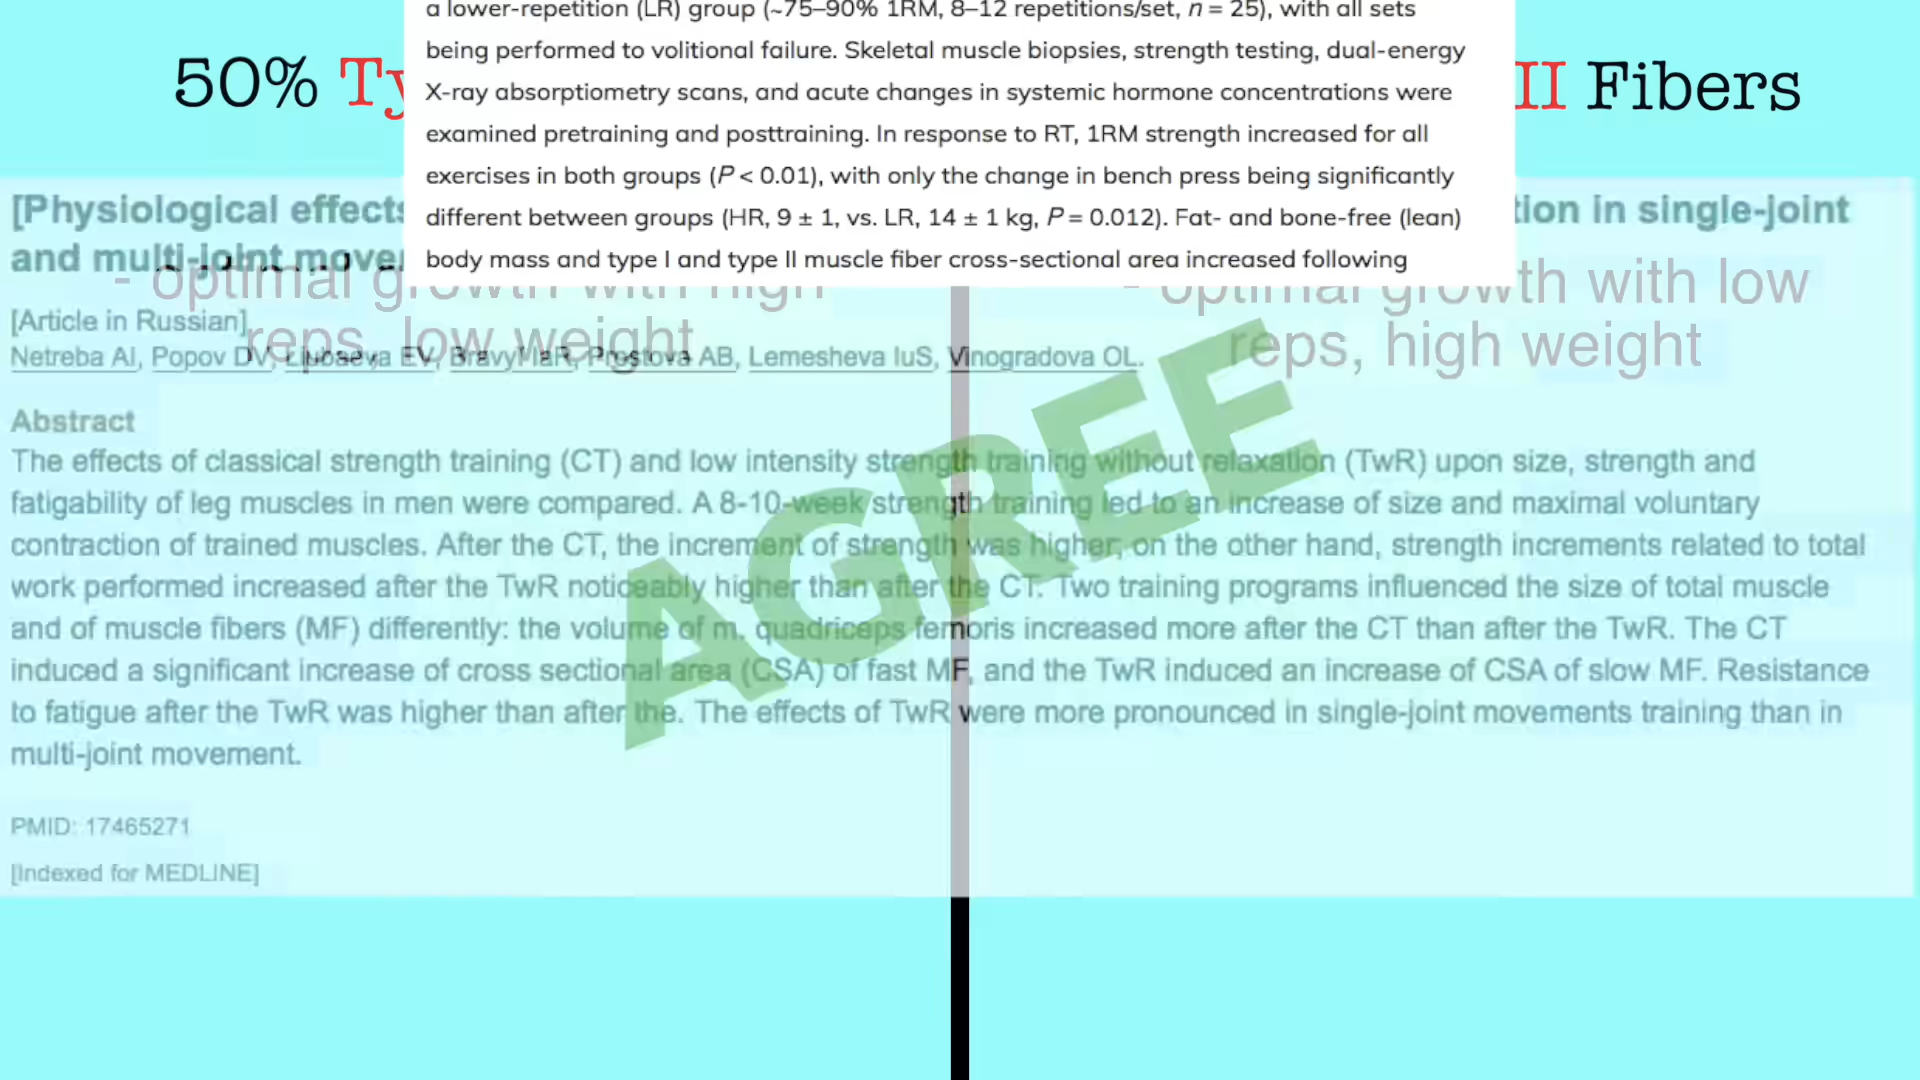 a lower-repetition (LR) group (~75–90% 1RM, 8–12 repetitions/set, n = 25), with all sets
being performed to volitional failure. Skeletal muscle biopsies, strength testing, dual-energy
X-ray absorptiometry scans, and acute changes in systemic hormone concentrations were
examined pretraining and posttraining. In response to RT, 1RM strength increased for all
exercises in both groups (P < 0.01), with only the change in bench press being significantly
different between groups (HR, 9 ± 1, vs. LR, 14 ± 1 kg, P = 0.012). Fat- and bone-free (lean)
body mass and type I and type II muscle fiber cross-sectional area increased following
50% Ty
II Fibers
[Physiological effects
tion in single-joint
and multi-joint move
- optimal growth with high
reps, low weight
- optimal growth with low
reps, high weight
[Article in Russian]
Netreba AI, Popov DV, Liubaeva EV, Bravyĭ IaR, Prostova AB, Lemesheva IuS, Vinogradova OL.
Abstract
The effects of classical strength training (CT) and low intensity strength training without relaxation (TwR) upon size, strength and
fatigability of leg muscles in men were compared. A 8-10-week strength training led to an increase of size and maximal voluntary
contraction of trained muscles. After the CT, the increment of strength was higher; on the other hand, strength increments related to total
work performed increased after the TwR noticeably higher than after the CT. Two training programs influenced the size of total muscle
and of muscle fibers (MF) differently: the volume of m. quadriceps femoris increased more after the CT than after the TwR. The CT
induced a significant increase of cross sectional area (CSA) of fast MF, and the TwR induced an increase of CSA of slow MF. Resistance
to fatigue after the TwR was higher than after the. The effects of TwR were more pronounced in single-joint movements training than in
multi-joint movement.
AGREE
PMID: 17465271
[Indexed for MEDLINE]